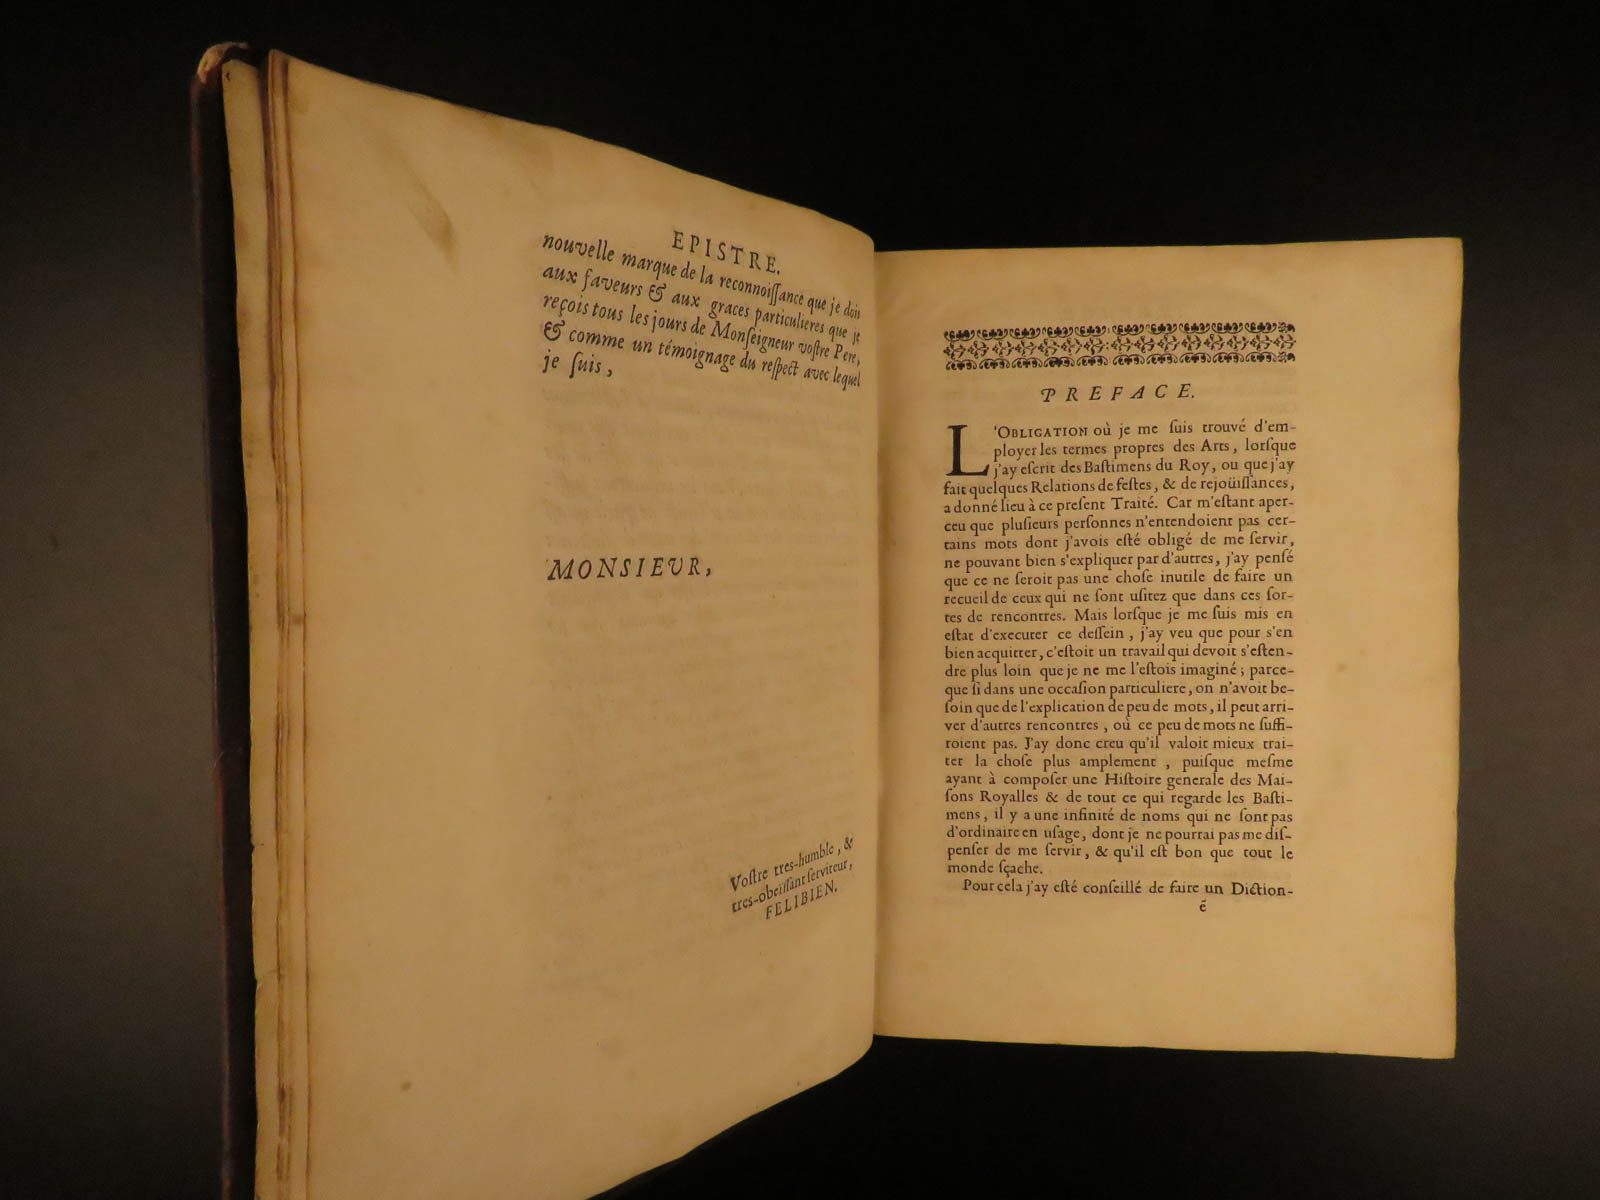 EPISTRE.
nouvelle marque de la reconnoiſſance que je dois
aux faveurs & aux graces particulieres que je
reçois tous les jours de Monſeigneur voſtre Pere,
& comme un témoignage du reſpect avec lequel
je ſuis,
MONSIEVR,
Voſtre tres-humble, &
tres-obeïſſant ſerviteur,
FELIBIEN.
PREFACE.
L'OBLIGATION où je me ſuis trouvé d'em-
ployer les termes propres des Arts, lorſque
j'ay eſcrit des Baſtimens du Roy, ou que j'ay
fait quelques Relations de feſtes, & de rejoüiſſances,
a donné lieu à ce preſent Traité. Car m'eſtant aper-
ceu que pluſieurs perſonnes n'entendoient pas cer-
tains mots dont j'avois eſté obligé de me ſervir,
ne pouvant bien s'expliquer par d'autres, j'ay penſé
que ce ne ſeroit pas une choſe inutile de faire un
recueil de ceux qui ne ſont uſitez que dans ces ſor-
tes de rencontres. Mais lorſque je me ſuis mis en
eſtat d'executer ce deſſein, j'ay veu que pour s'en
bien acquitter, c'eſtoit un travail qui devoit s'eſten-
dre plus loin que je ne me l'eſtois imaginé; parce-
que ſi dans une occaſion particuliere, on n'avoit be-
ſoin que de l'explication de peu de mots, il peut arri-
ver d'autres rencontres, où ce peu de mots ne ſuffi-
roient pas. J'ay donc creu qu'il valoit mieux trai-
ter la choſe plus amplement, puiſque meſme
ayant à compoſer une Hiſtoire generale des Mai-
ſons Royalles & de tout ce qui regarde les Baſti-
mens, il y a une infinité de noms qui ne ſont pas
d'ordinaire en uſage, dont je ne pourrai pas me diſ-
penſer de me ſervir, & qu'il eſt bon que tout le
monde ſçache.
Pour cela j'ay eſté conſeillé de faire un Diction-
é